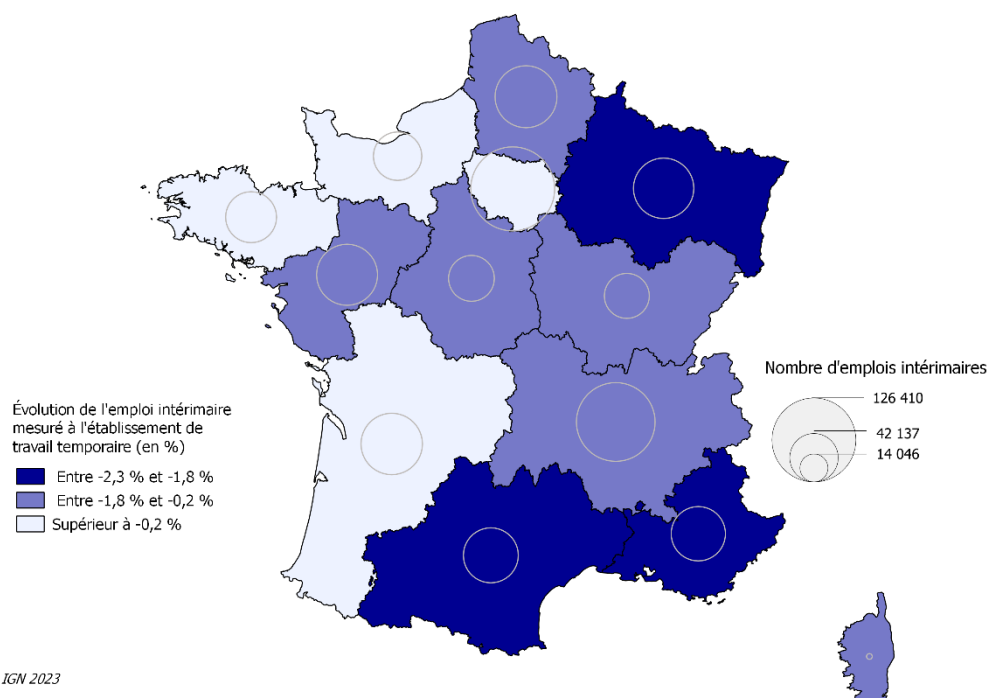 Nombre d'emplois intérimaires
126 410
42 137
14 046
Évolution de l'emploi intérimaire
mesuré à l'établissement de
travail temporaire (en %)
Entre -2,3 % et -1,8 %
Entre -1,8 % et -0,2 %
Supérieur à -0,2 %
IGN 2023